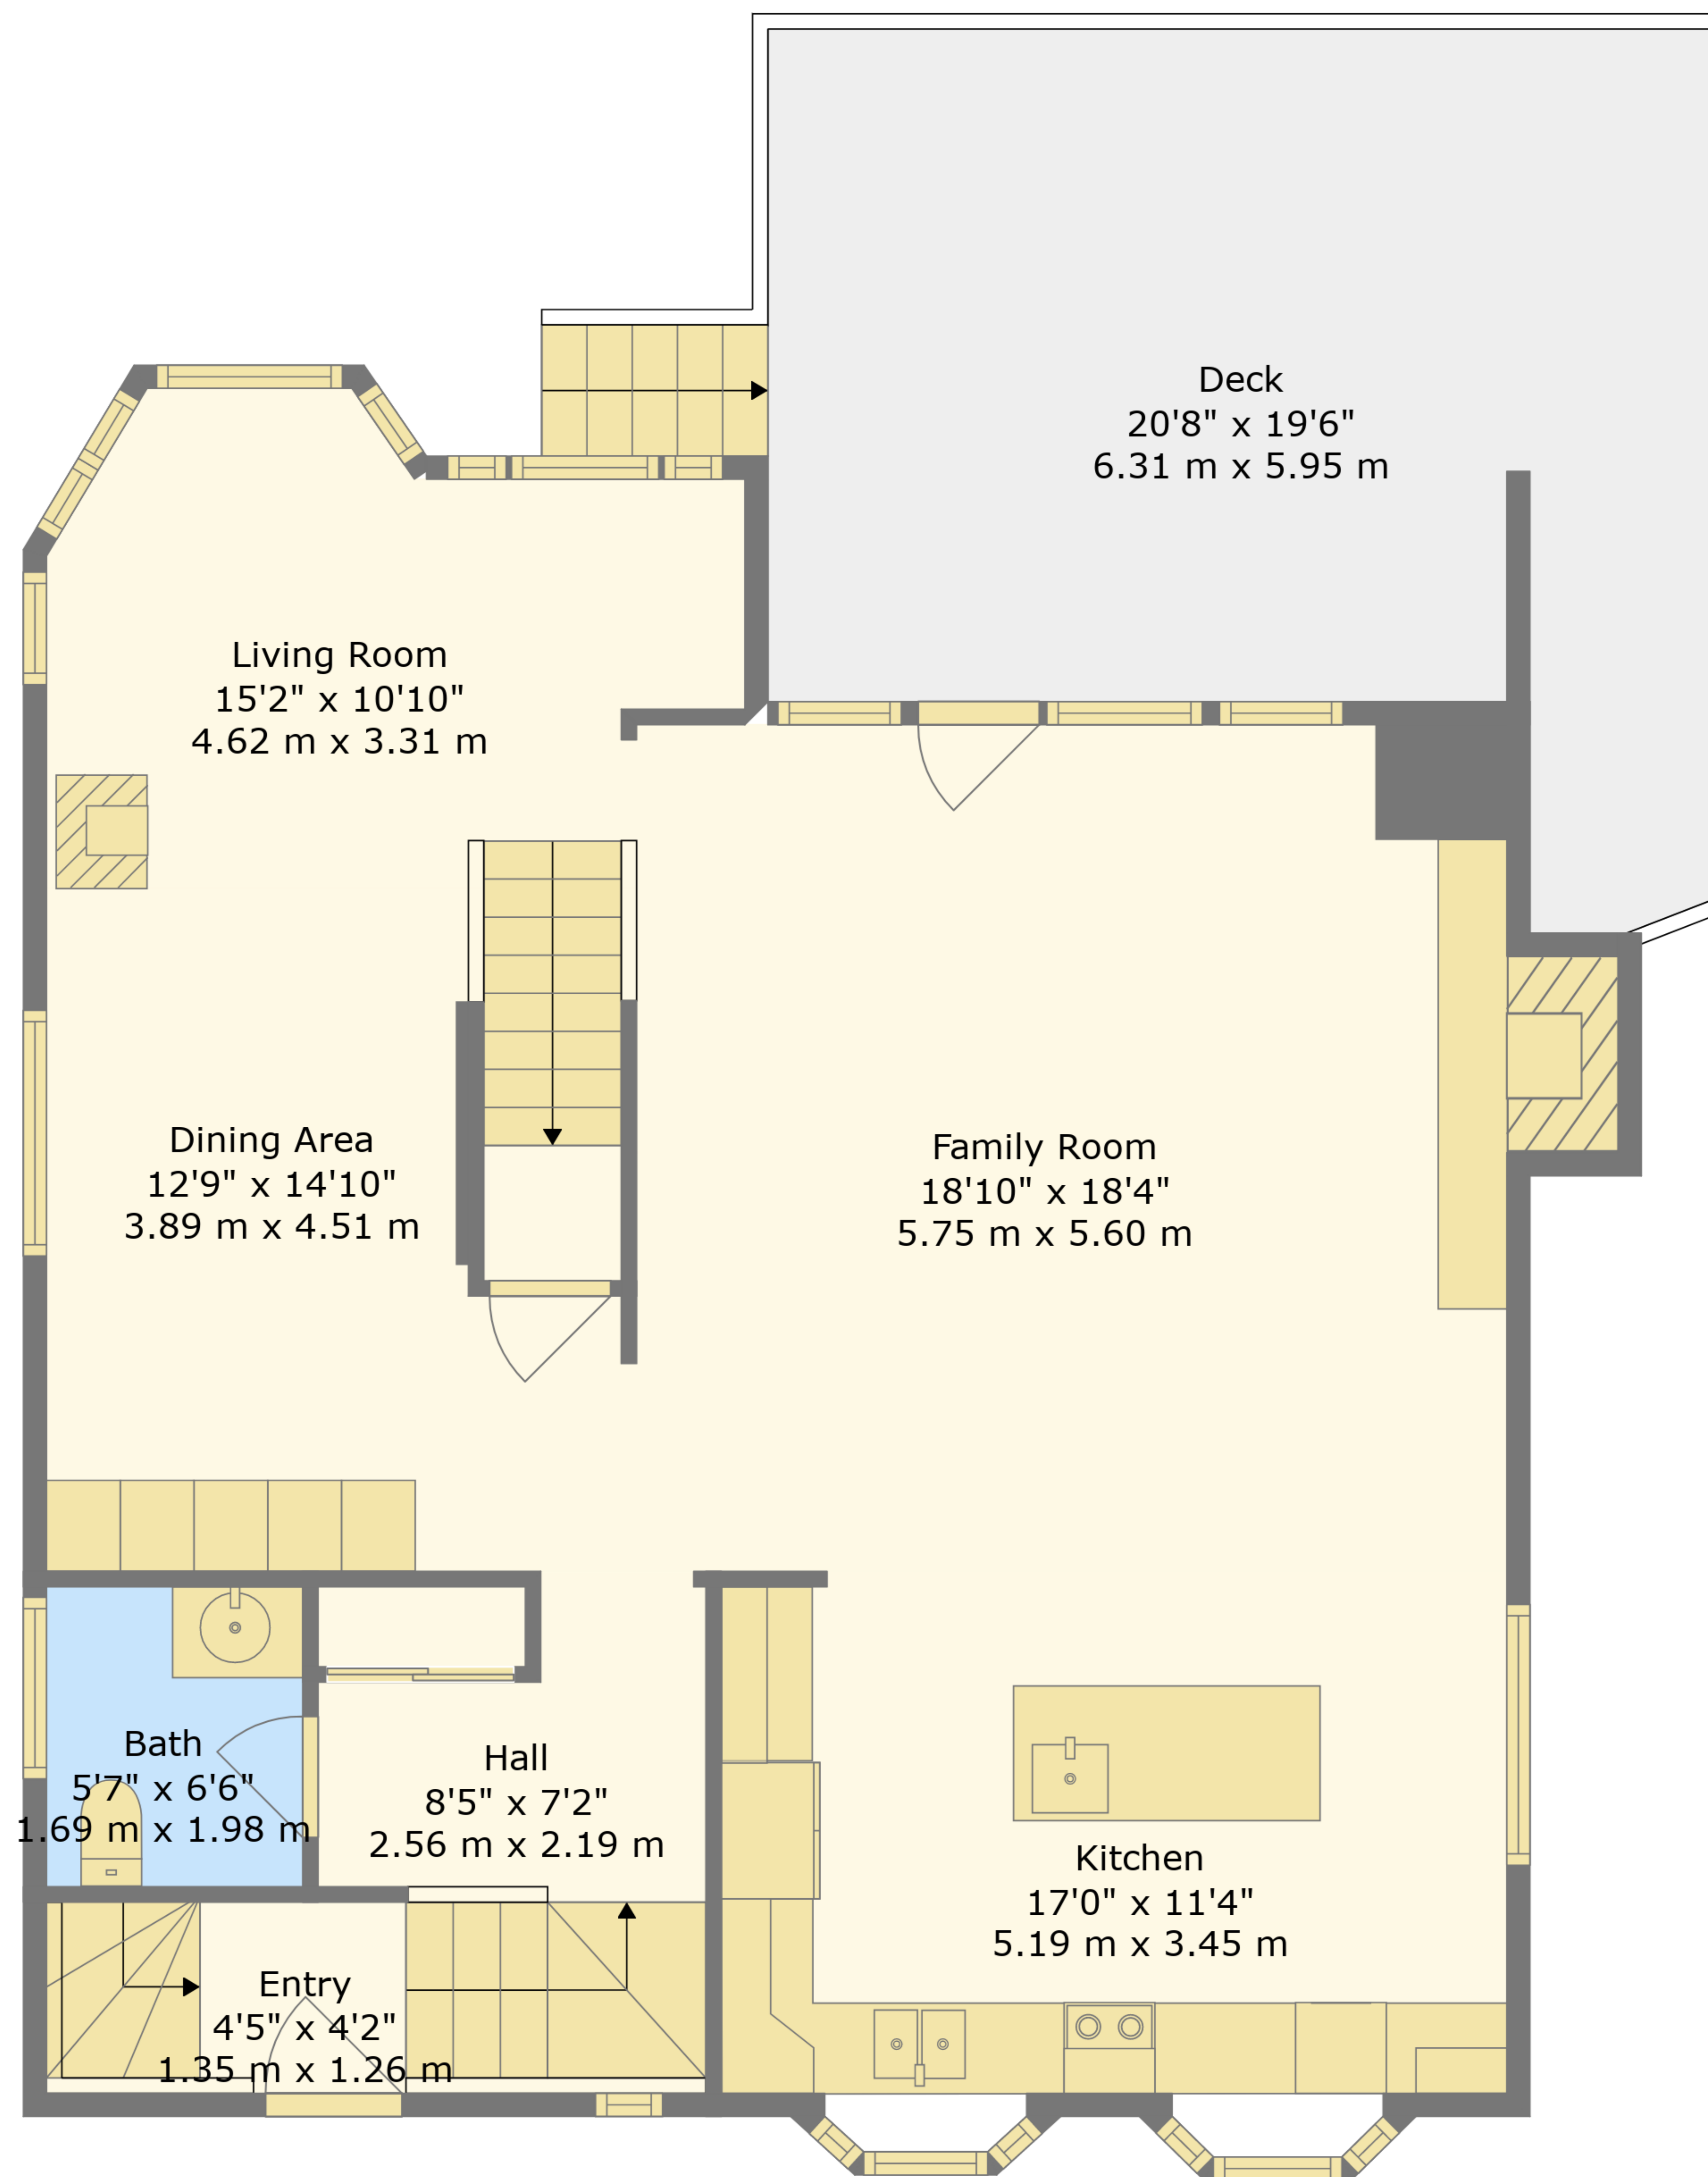 Deck
20'8" x 19'6"
6.31 m x 5.95 m
Living Room
15'2" x 10'10"
4.62 m x 3.31 m
Dining Area
12'9" x 14'10"
3.89 m x 4.51 m
Family Room
18'10" x 18'4"
5.75 m x 5.60 m
Bath
5'7" x 6'6"
1.69 m x 1.98 m
Hall
8'5" x 7'2"
2.56 m x 2.19 m
Kitchen
17'0" x 11'4"
5.19 m x 3.45 m
Entry
4'5" x 4'2"
1.35 m x 1.26 m